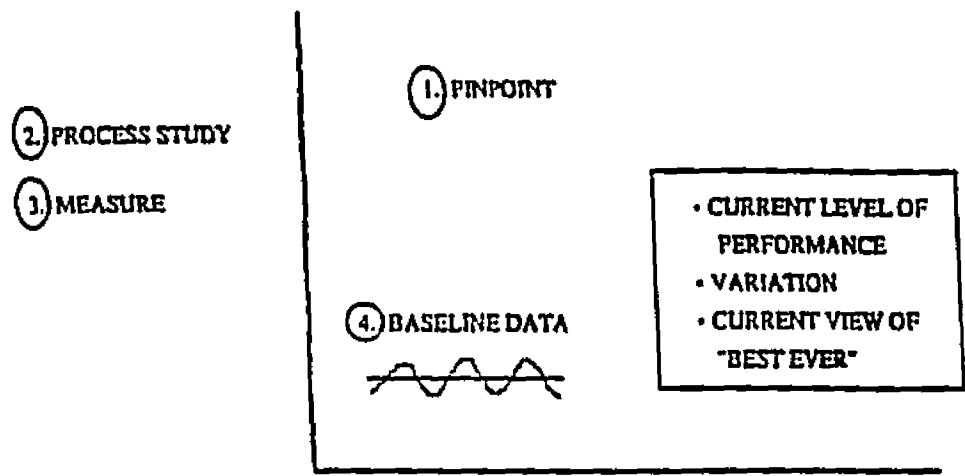 1. PINPOINT
2. PROCESS STUDY
3. MEASURE
4. BASELINE DATA
• CURRENT LEVEL OF
PERFORMANCE
• VARIATION
• CURRENT VIEW OF
"BEST EVER"